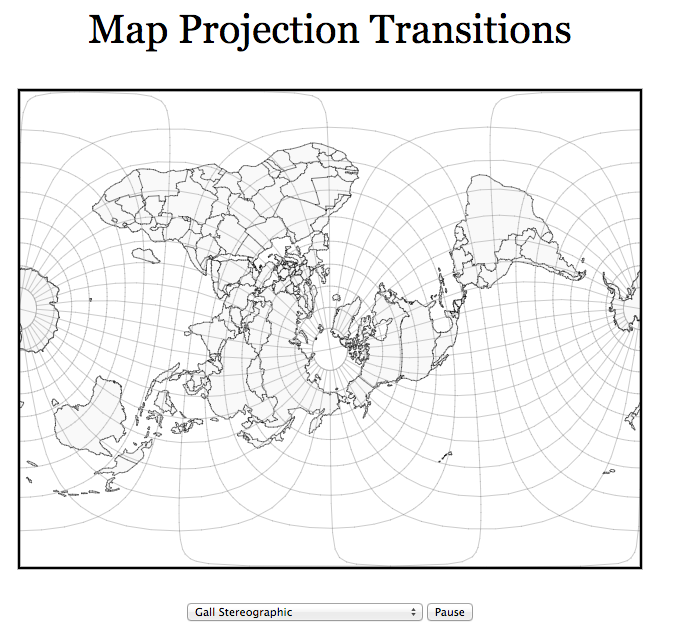 Map Projection Transitions
Gall Stereographic
Pause